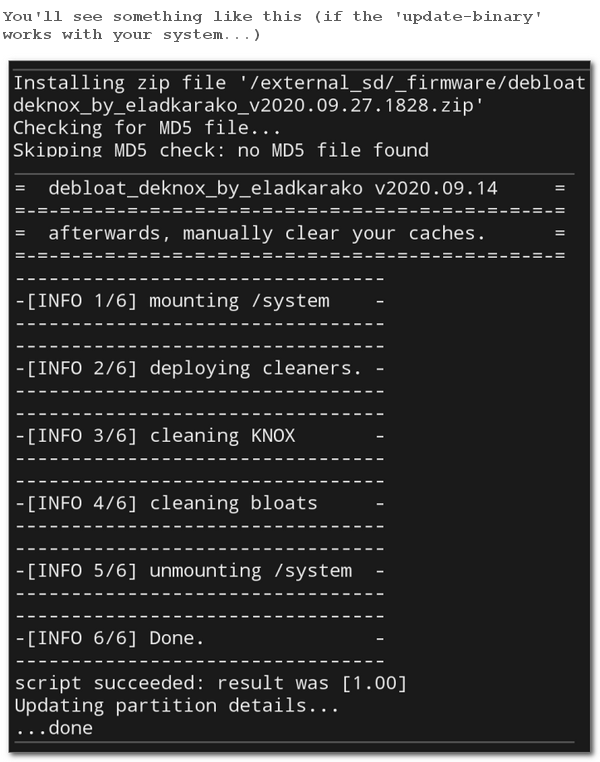 You'll see something like this (if the 'update-binary'
works with your system...)
Installing zip file '/external_sd/_firmware/debloat
deknox_by_eladkarako_v2020.09.27.1828.zip'
Checking for MD5 file...
Skipping MD5 check: no MD5 file found
=  debloat_deknox_by_eladkarako v2020.09.14     =
=-=-=-=-=-=-=-=-=-=-=-=-=-=-=-=-=-=-=-=-=-=-=-=-=
=  afterwards, manually clear your caches.      =
=-=-=-=-=-=-=-=-=-=-=-=-=-=-=-=-=-=-=-=-=-=-=-=-=
---------------------------------
-[INFO 1/6] mounting /system    -
---------------------------------
---------------------------------
-[INFO 2/6] deploying cleaners. -
---------------------------------
---------------------------------
-[INFO 3/6] cleaning KNOX       -
---------------------------------
---------------------------------
-[INFO 4/6] cleaning bloats     -
---------------------------------
---------------------------------
-[INFO 5/6] unmounting /system  -
---------------------------------
---------------------------------
-[INFO 6/6] Done.               -
---------------------------------
script succeeded: result was [1.00]
Updating partition details...
...done